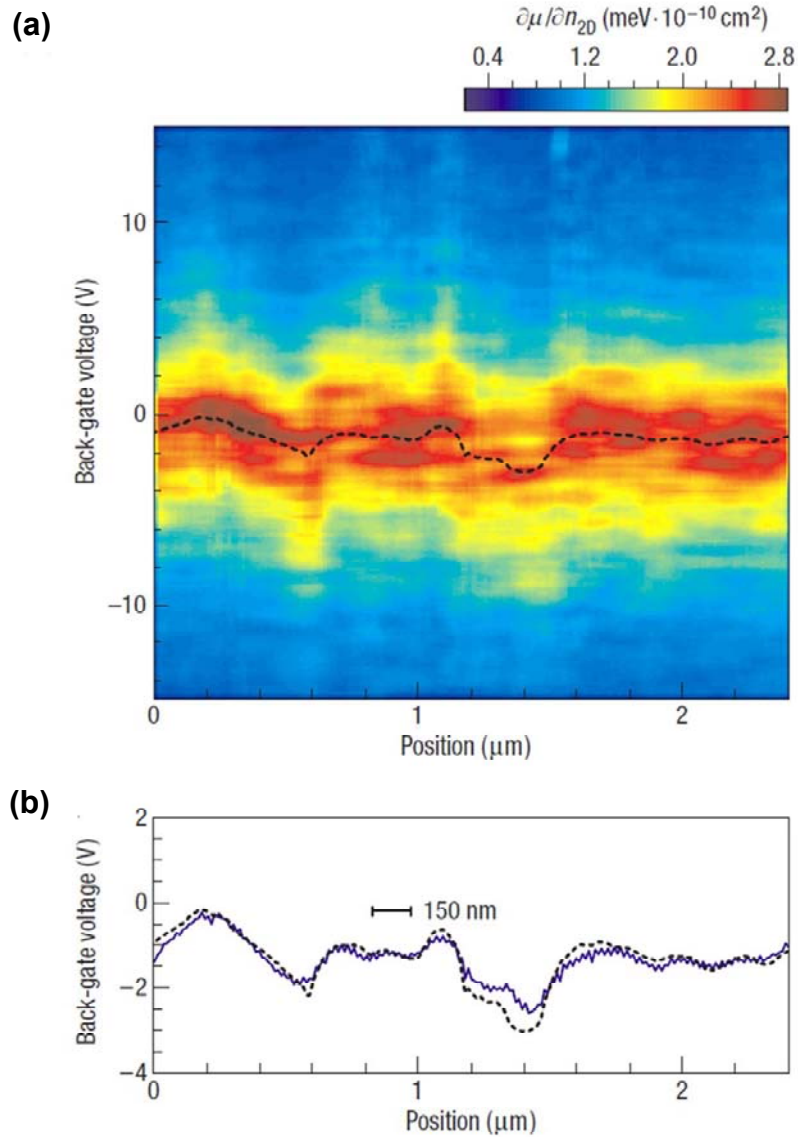 (a)
∂μ/∂n2D (meV·10−10 cm2)
0.4 1.2 2.0 2.8
10
0
−10
Back-gate voltage (V)
0 1 2
Position (μm)
(b)
2
0
−2
−4
Back-gate voltage (V)
150 nm
0 1 2
Position (μm)